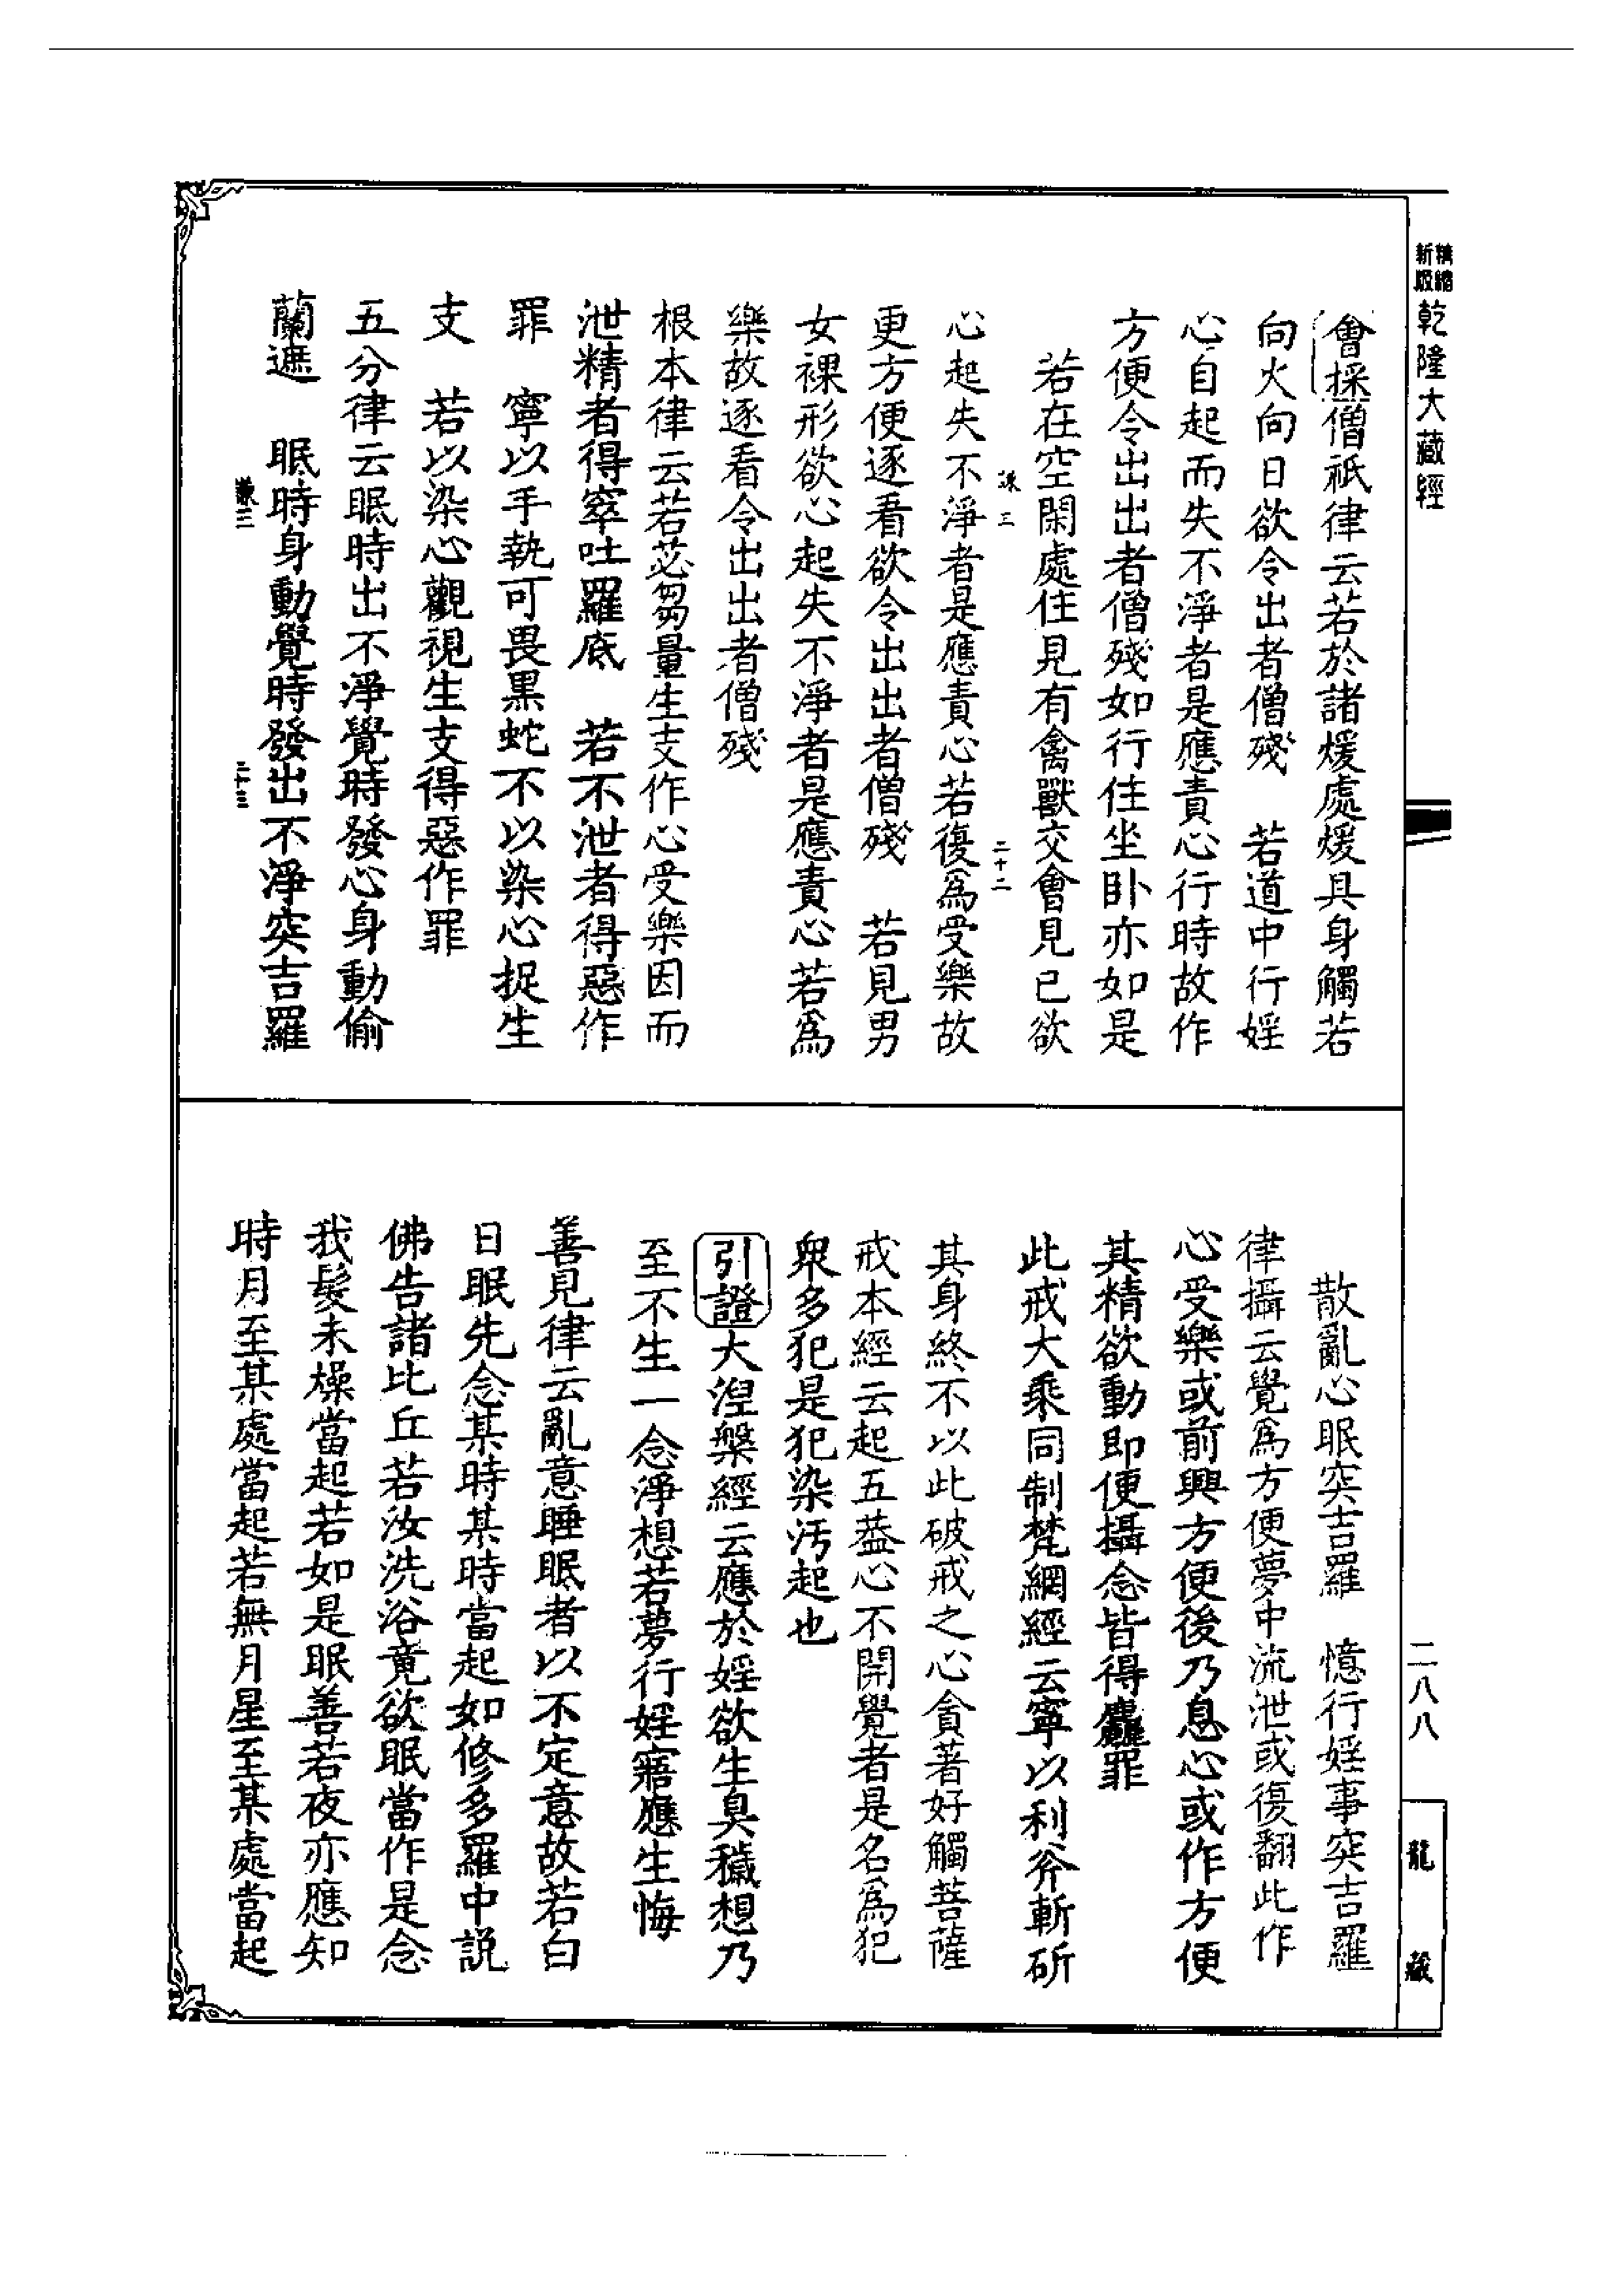 精縮
新版
乾隆大藏經
會採僧祇律云若於諸煖處煖具身觸若
向火向日欲令出者僧殘　若道中行婬
心自起而失不淨者是應責心行時故作
方便令出出者僧殘如行住坐臥亦如是
若在空閑處住見有禽獸交會見已欲
心起失不淨者是應責心若復爲受樂故
更方便逐看欲令出出者僧殘　若見男
女裸形欲心起失不淨者是應責心若爲
樂故逐看令出出者僧殘
根本律云若苾芻量生支作心受樂因而
泄精者得窣吐羅底　若不泄者得惡作
罪　寧以手執可畏黑蛇不以染心捉生
支　若以染心觀視生支得惡作罪
五分律云眠時出不淨覺時發心身動偷
蘭遮　眠時身動覺時發出不淨突吉羅
二十二
三
二十三
散亂心眠突吉羅　憶行婬事突吉羅
律攝云覺爲方便夢中流泄或復翻此作
心受樂或前興方便後乃息心或作方便
其精欲動即便攝念皆得麤罪
此戒大乘同制梵網經云寧以利斧斬斫
其身終不以此破戒之心貪著好觸菩薩
戒本經云起五葢心不開覺者是名爲犯
衆多犯是犯染汚起也
引證大涅槃經云應於婬欲生臭穢想乃
至不生一念淨想若夢行婬寤應生悔
善見律云亂意睡眠者以不定意故若白
日眠先念某時某時當起如修多羅中説
佛告諸比丘若汝洗浴竟欲眠當作是念
我髮未燥當起若如是眠善若夜亦應知
時月至某處當起若無月星至某處當起
二八八
龍藏